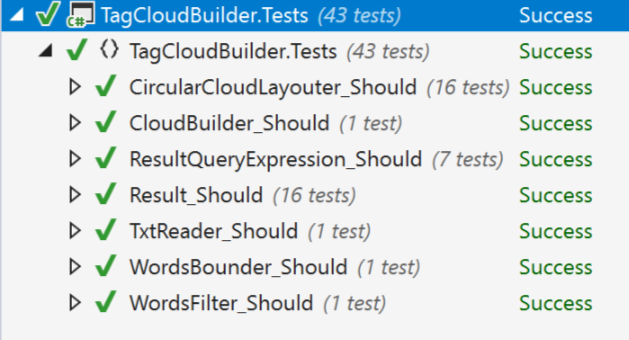 C# TagCloudBuilder.Tests (43 tests) Success
{} TagCloudBuilder.Tests (43 tests) Success
CircularCloudLayouter_Should (16 tests) Success
CloudBuilder_Should (1 test) Success
ResultQueryExpression_Should (7 tests) Success
Result_Should (16 tests) Success
TxtReader_Should (1 test) Success
WordsBounder_Should (1 test) Success
WordsFilter_Should (1 test) Success